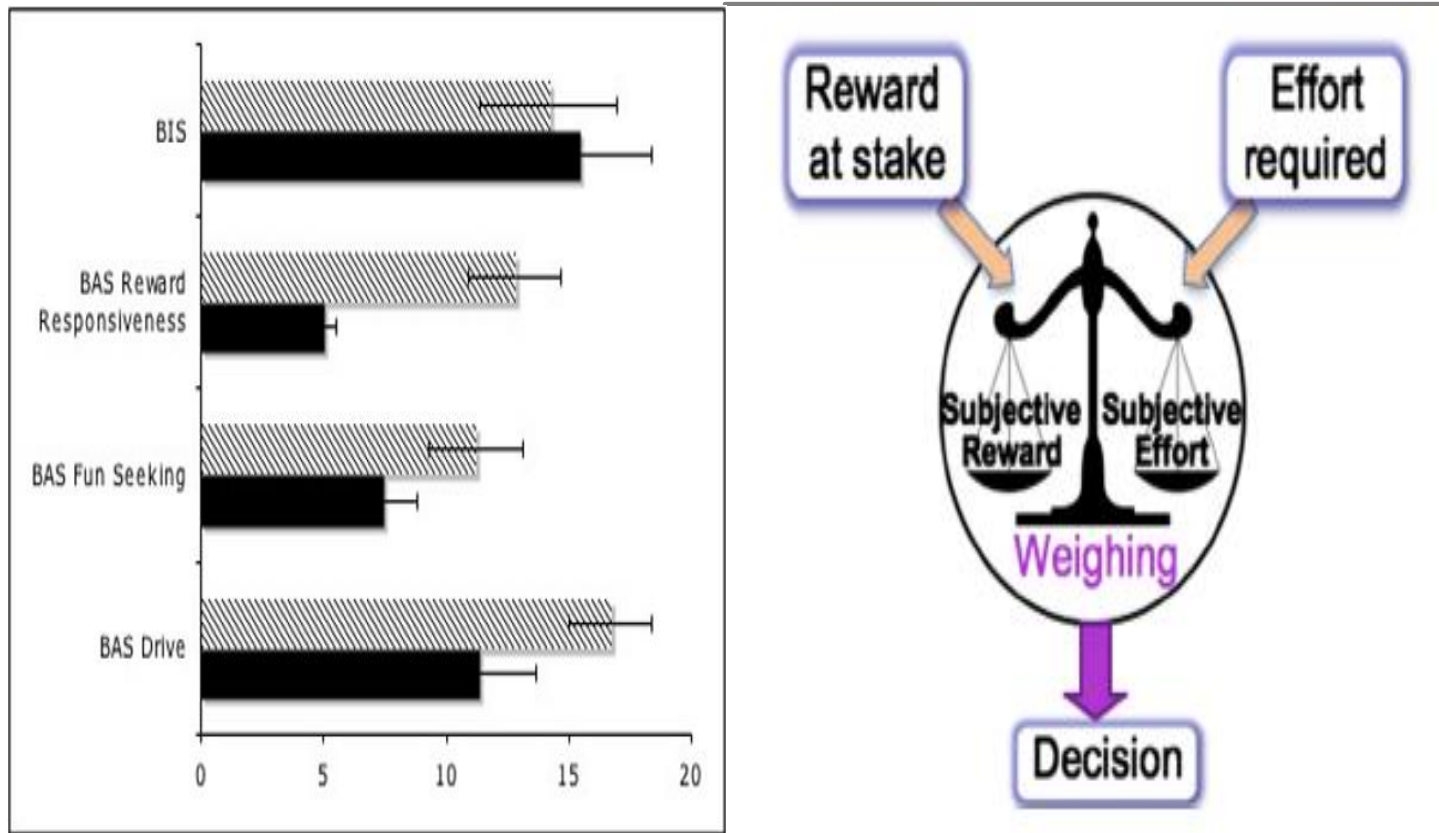 BIS
BAS Reward
Responsiveness
BAS Fun Seeking
BAS Drive
0 5 10 15 20
Reward
at stake
Effort
required
Subjective
Reward
Subjective
Effort
Weighing
Decision